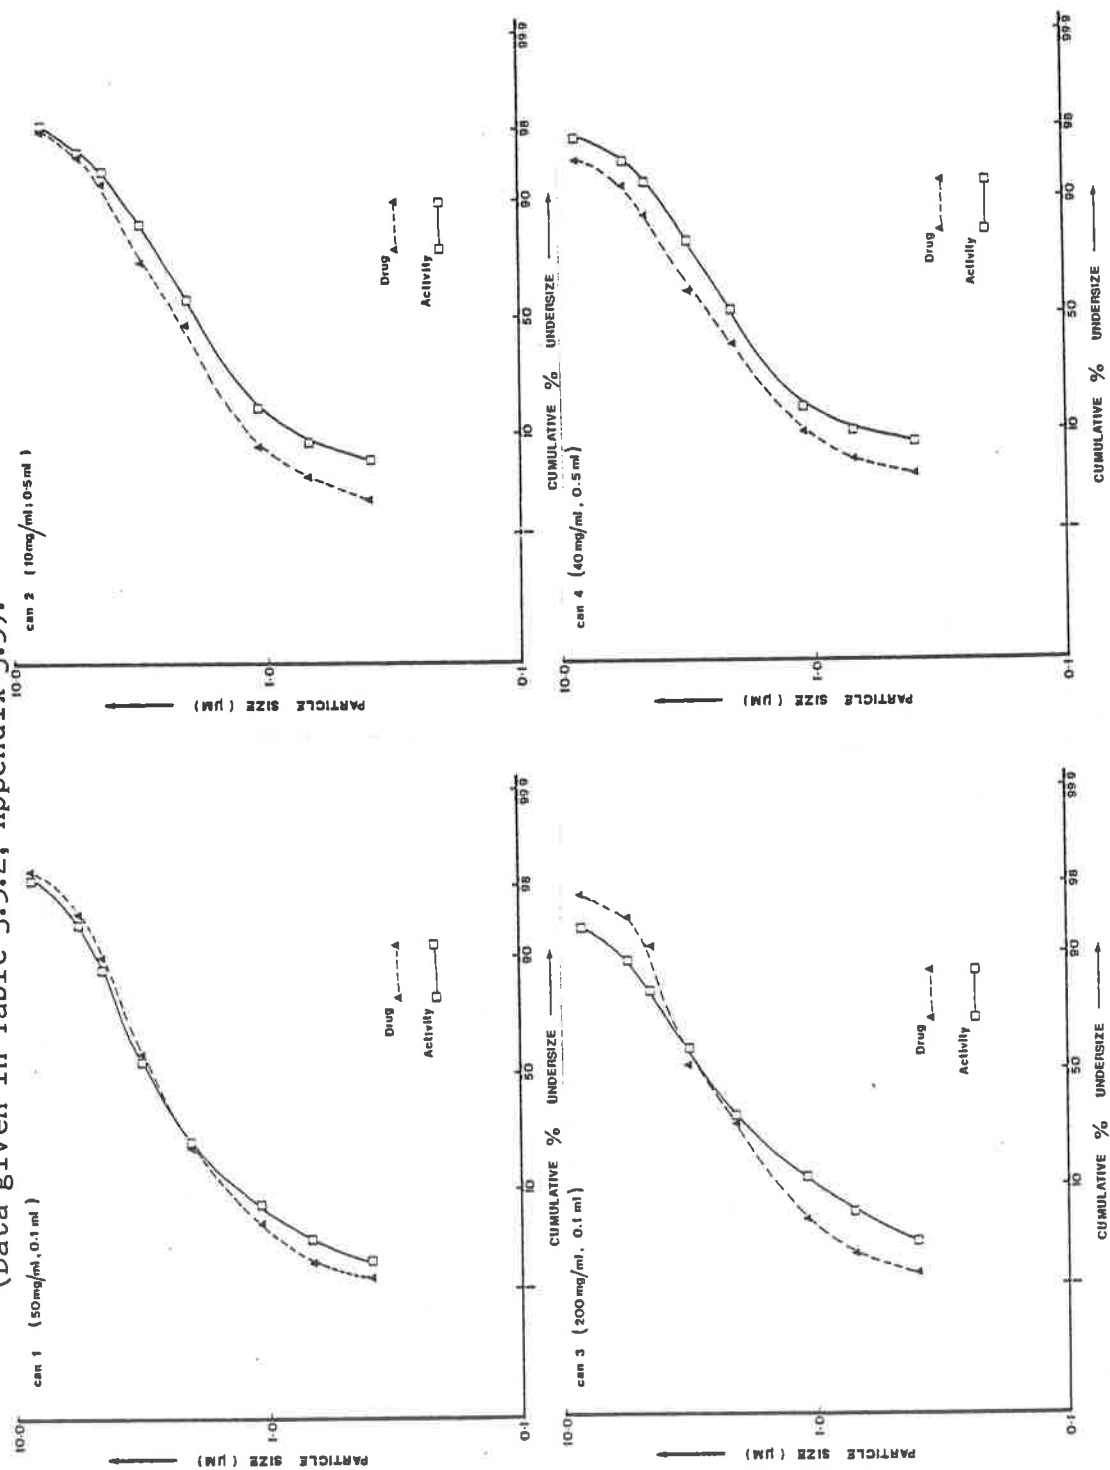 (Data given in Table 3.5.2, Appendix 3.5).
can 1 (50mg/ml, 0.1 ml)
10·0
1·0
0·1
PARTICLE SIZE (µM)
1
10
50
90
98
99.9
CUMULATIVE % UNDERSIZE
Drug
Activity
can 2 (10mg/ml; 0·5ml)
10·0
1·0
0·1
PARTICLE SIZE (µM)
1
10
50
90
98
99.9
CUMULATIVE % UNDERSIZE
Drug
Activity
can 3 (200 mg/ml, 0.1 ml)
10·0
1·0
0·1
PARTICLE SIZE (µM)
1
10
50
90
98
99.9
CUMULATIVE % UNDERSIZE
Drug
Activity
can 4 (40mg/ml, 0.5ml)
10·0
1·0
0·1
PARTICLE SIZE (µM)
1
10
50
90
98
99·9
CUMULATIVE % UNDERSIZE
Drug
Activity